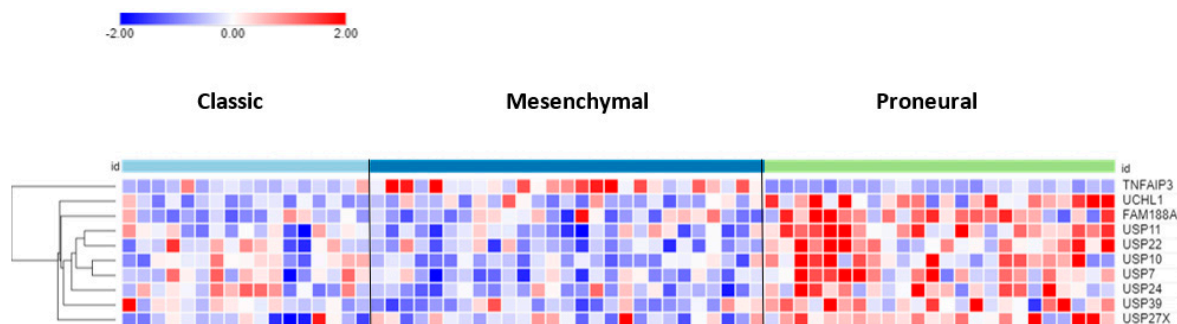 -2.00 0.00 2.00
Classic Mesenchymal Proneural
id id
TNFAIP3
UCHL1
FAM188A
USP11
USP22
USP10
USP7
USP24
USP39
USP27X